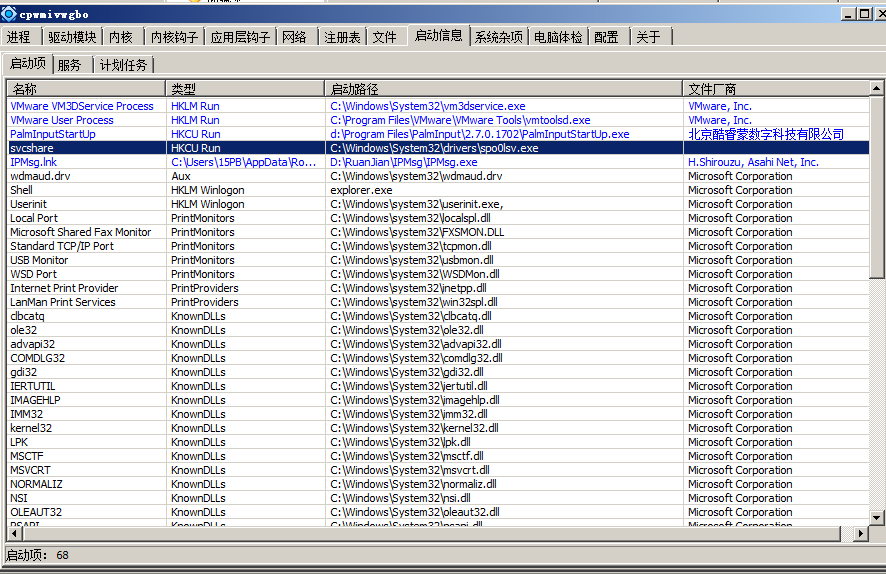 cpwmivwgbo
进程 驱动模块 内核 内核钩子 应用层钩子 网络 注册表 文件 启动信息 系统杂项 电脑体检 配置 关于
启动项 服务 计划任务
名称 类型 启动路径 文件厂商
VMware VM3DService Process HKLM Run C:\Windows\System32\vm3dservice.exe VMware, Inc.
VMware User Process HKLM Run C:\Program Files\VMware\VMware Tools\vmtoolsd.exe VMware, Inc.
PalmInputStartUp HKCU Run d:\Program Files\PalmInput\2.7.0.1702\PalmInputStartUp.exe 北京酷睿蒙数字科技有限公司
svcshare HKCU Run C:\Windows\System32\drivers\spo0lsv.exe
IPMsg.lnk C:\Users\15PB\AppData\Ro... D:\RuanJian\IPMsg\IPMsg.exe H.Shirouzu, Asahi Net, Inc.
wdmaud.drv Aux C:\Windows\system32\wdmaud.drv Microsoft Corporation
Shell HKLM Winlogon explorer.exe Microsoft Corporation
Userinit HKLM Winlogon C:\Windows\system32\userinit.exe, Microsoft Corporation
Local Port PrintMonitors C:\Windows\System32\localspl.dll Microsoft Corporation
Microsoft Shared Fax Monitor PrintMonitors C:\Windows\System32\FXSMON.DLL Microsoft Corporation
Standard TCP/IP Port PrintMonitors C:\Windows\System32\tcpmon.dll Microsoft Corporation
USB Monitor PrintMonitors C:\Windows\System32\usbmon.dll Microsoft Corporation
WSD Port PrintMonitors C:\Windows\System32\WSDMon.dll Microsoft Corporation
Internet Print Provider PrintProviders C:\Windows\System32\inetpp.dll Microsoft Corporation
LanMan Print Services PrintProviders C:\Windows\System32\win32spl.dll Microsoft Corporation
clbcatq KnownDLLs C:\Windows\System32\clbcatq.dll Microsoft Corporation
ole32 KnownDLLs C:\Windows\System32\ole32.dll Microsoft Corporation
advapi32 KnownDLLs C:\Windows\System32\advapi32.dll Microsoft Corporation
COMDLG32 KnownDLLs C:\Windows\System32\comdlg32.dll Microsoft Corporation
gdi32 KnownDLLs C:\Windows\System32\gdi32.dll Microsoft Corporation
IERTUTIL KnownDLLs C:\Windows\System32\iertutil.dll Microsoft Corporation
IMAGEHLP KnownDLLs C:\Windows\System32\imagehlp.dll Microsoft Corporation
IMM32 KnownDLLs C:\Windows\System32\imm32.dll Microsoft Corporation
kernel32 KnownDLLs C:\Windows\System32\kernel32.dll Microsoft Corporation
LPK KnownDLLs C:\Windows\System32\lpk.dll Microsoft Corporation
MSCTF KnownDLLs C:\Windows\System32\msctf.dll Microsoft Corporation
MSVCRT KnownDLLs C:\Windows\System32\msvcrt.dll Microsoft Corporation
NORMALIZ KnownDLLs C:\Windows\System32\normaliz.dll Microsoft Corporation
NSI KnownDLLs C:\Windows\System32\nsi.dll Microsoft Corporation
OLEAUT32 KnownDLLs C:\Windows\System32\oleaut32.dll Microsoft Corporation
PSAPI KnownDLLs C:\Windows\System32\psapi.dll Microsoft Corporation
启动项： 68